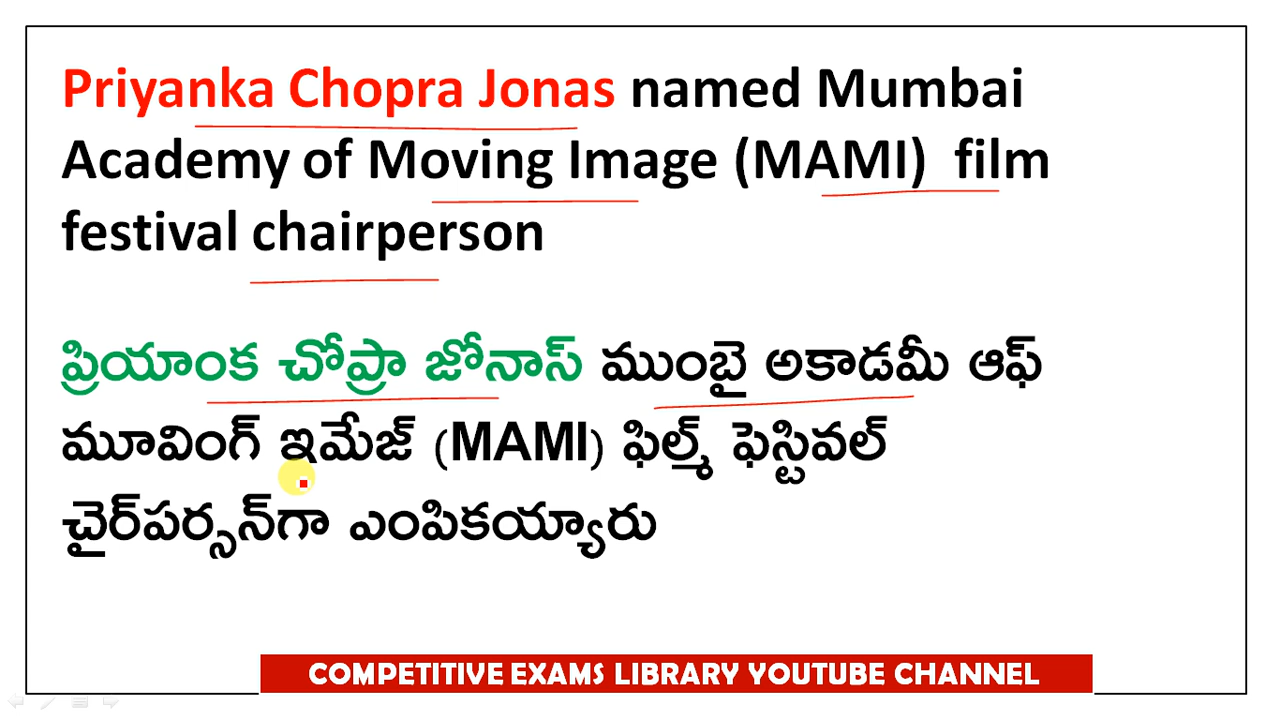 Priyanka Chopra Jonas named Mumbai
Academy of Moving Image (MAMI) film
festival chairperson
ప్రియాంక చోప్రా జోనాస్ ముంబై అకాడమీ ఆఫ్
మూవింగ్ ఇమేజ్ (MAMI) ఫిల్మ్ ఫెస్టివల్
చైర్‌పర్సన్‌గా ఎంపికయ్యారు
COMPETITIVE EXAMS LIBRARY YOUTUBE CHANNEL